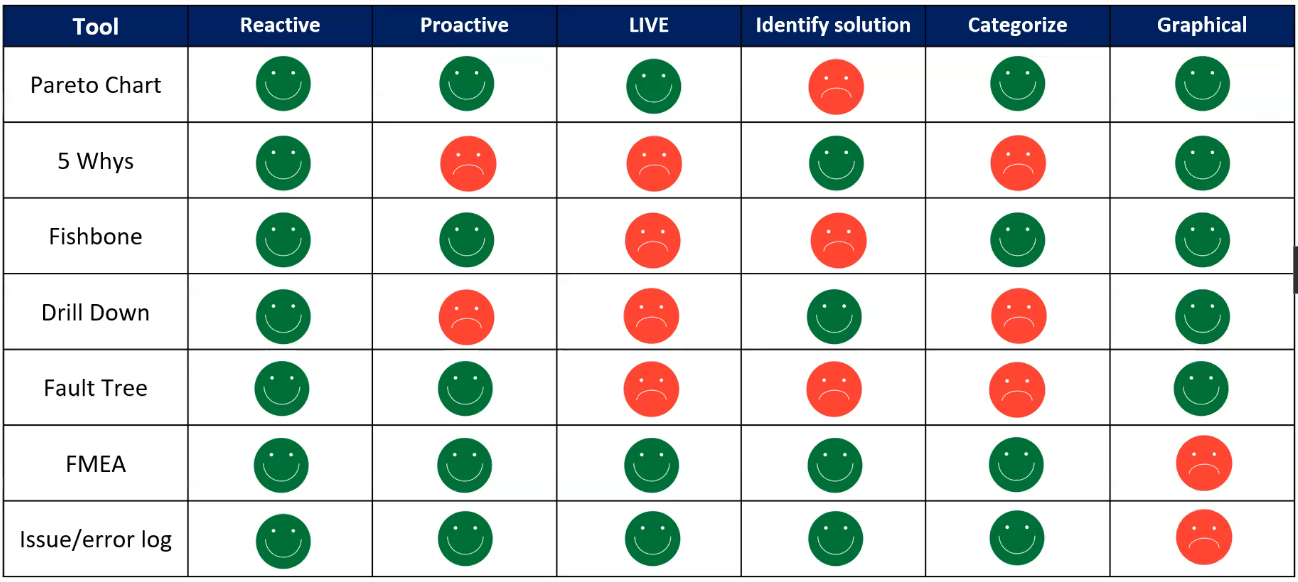 Tool Reactive Proactive LIVE Identify solution Categorize Graphical
Pareto Chart
5 Whys
Fishbone
Drill Down
Fault Tree
FMEA
Issue/error log